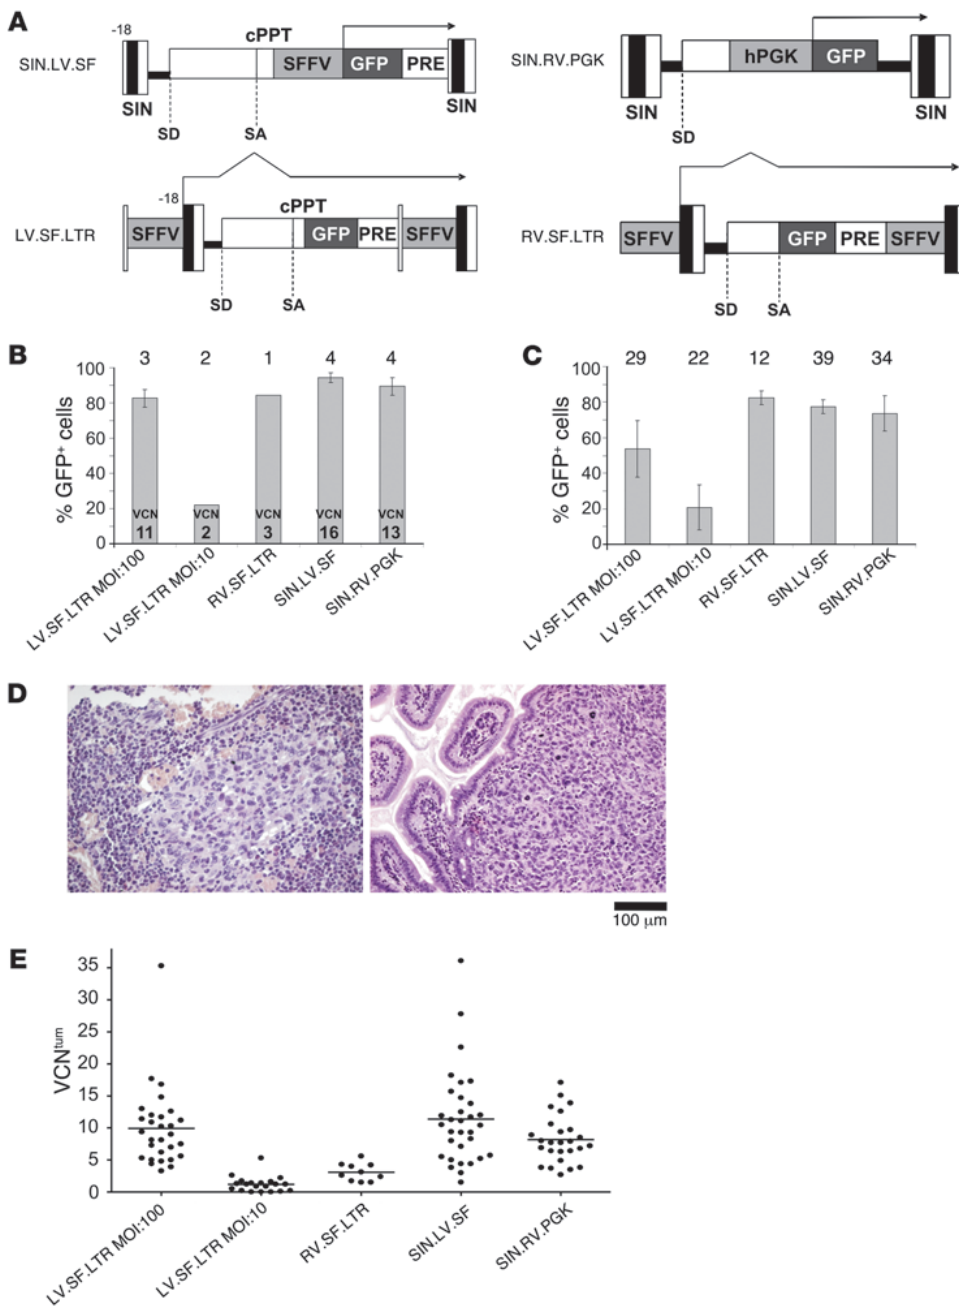 A
-18
cPPT
SIN.LV.SF
SFFV
GFP
PRE
SIN
SIN
SD
SA
SIN.RV.PGK
hPGK
GFP
SIN
SIN
SD
-18
cPPT
LV.SF.LTR
SFFV
GFP
PRE
SFFV
SD
SA
RV.SF.LTR
SFFV
GFP
PRE
SFFV
SD
SA
B
3 2 1 4 4
% GFP+ cells
100
80
60
40
20
0
VCN VCN VCN VCN VCN
11 2 3 16 13
LV.SF.LTR MOI:100
LV.SF.LTR MOI:10
RV.SF.LTR
SIN.LV.SF
SIN.RV.PGK
C
29 22 12 39 34
% GFP+ cells
100
80
60
40
20
0
LV.SF.LTR MOI:100
LV.SF.LTR MOI:10
RV.SF.LTR
SIN.LV.SF
SIN.RV.PGK
D
100 μm
E
VCNtum
35
30
25
20
15
10
5
0
LV.SF.LTR MOI:100
LV.SF.LTR MOI:10
RV.SF.LTR
SIN.LV.SF
SIN.RV.PGK